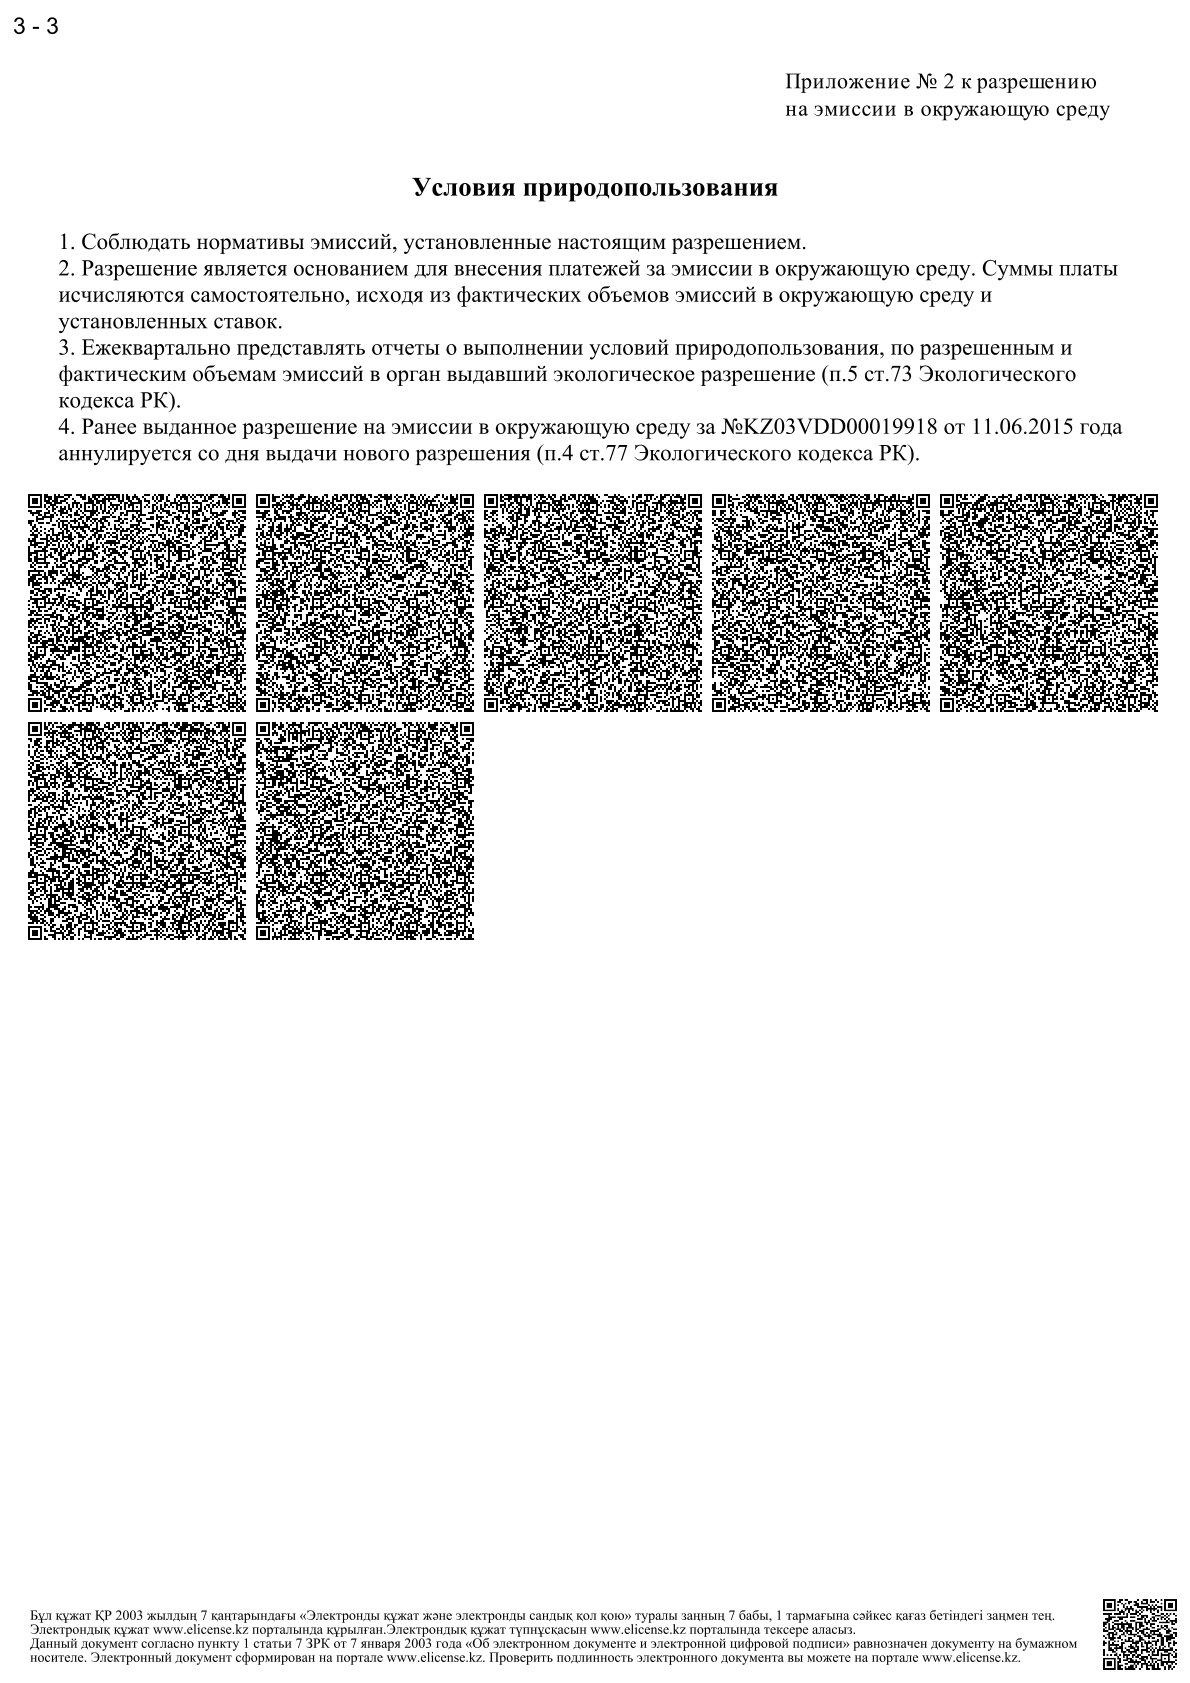 3 - 3
Приложение № 2 к разрешению
на эмиссии в окружающую среду
Условия природопользования
1. Соблюдать нормативы эмиссий, установленные настоящим разрешением.
2. Разрешение является основанием для внесения платежей за эмиссии в окружающую среду. Суммы платы
исчисляются самостоятельно, исходя из фактических объемов эмиссий в окружающую среду и
установленных ставок.
3. Ежеквартально представлять отчеты о выполнении условий природопользования, по разрешенным и
фактическим объемам эмиссий в орган выдавший экологическое разрешение (п.5 ст.73 Экологического
кодекса РК).
4. Ранее выданное разрешение на эмиссии в окружающую среду за №KZ03VDD00019918 от 11.06.2015 года
аннулируется со дня выдачи нового разрешения (п.4 ст.77 Экологического кодекса РК).
Бұл құжат ҚР 2003 жылдың 7 қаңтарындағы «Электронды құжат және электронды сандық қол қою» туралы заңның 7 бабы, 1 тармағына сәйкес қағаз бетіндегі заңмен тең.
Электрондық құжат www.elicense.kz порталында құрылған.Электрондық құжат түпнұсқасын www.elicense.kz порталында тексере аласыз.
Данный документ согласно пункту 1 статьи 7 ЗРК от 7 января 2003 года «Об электронном документе и электронной цифровой подписи» равнозначен документу на бумажном
носителе. Электронный документ сформирован на портале www.elicense.kz. Проверить подлинность электронного документа вы можете на портале www.elicense.kz.